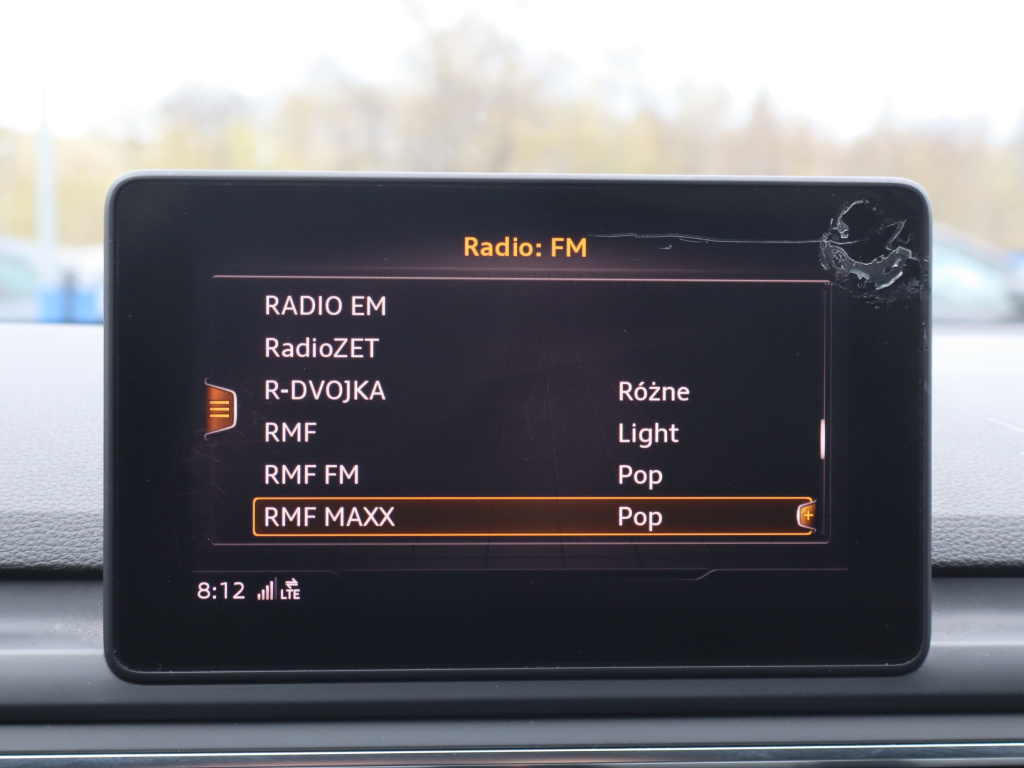 Radio: FM
RADIO EM
RadioZET
R-DVOJKA Różne
RMF Light
RMF FM Pop
RMF MAXX Pop
8:12 LTE